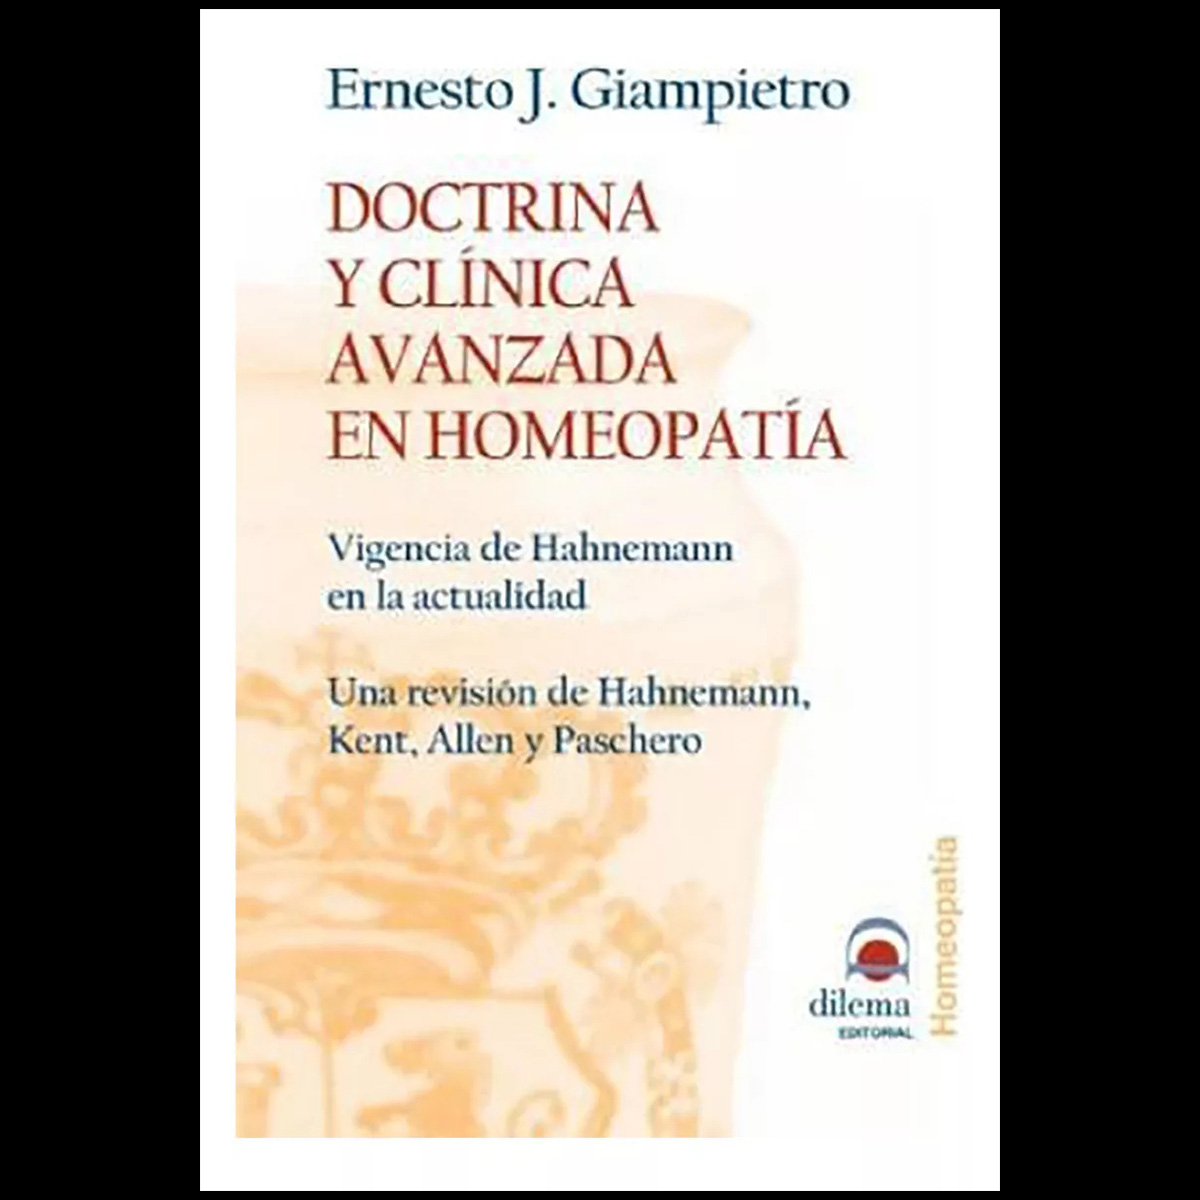 Ernesto J. Giampietro
DOCTRINA
Y CLÍNICA
AVANZADA
EN HOMEOPATÍA
Vigencia de Hahnemann
en la actualidad
Una revisión de Hahnemann,
Kent, Allen y Paschero
Homeopatía
dilema
EDITORIAL